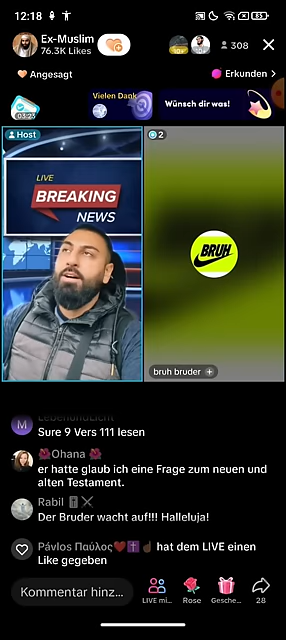 12:18
85
Ex-Muslim
76.3K Likes
308
Angesagt
Erkunden
03:23
Vielen Dank
Wünsch dir was!
Host
2
LIVE
BREAKING
NEWS
BRUH
bruh bruder
M
Sure 9 Vers 111 lesen
Ohana
er hatte glaub ich eine Frage zum neuen und
alten Testament.
Rabil
Der Bruder wacht auf!!! Halleluja!
Pávlos Παύλος hat dem LIVE einen
Like gegeben
Kommentar hinz...
LIVE mi...
Rose
Gesche...
28